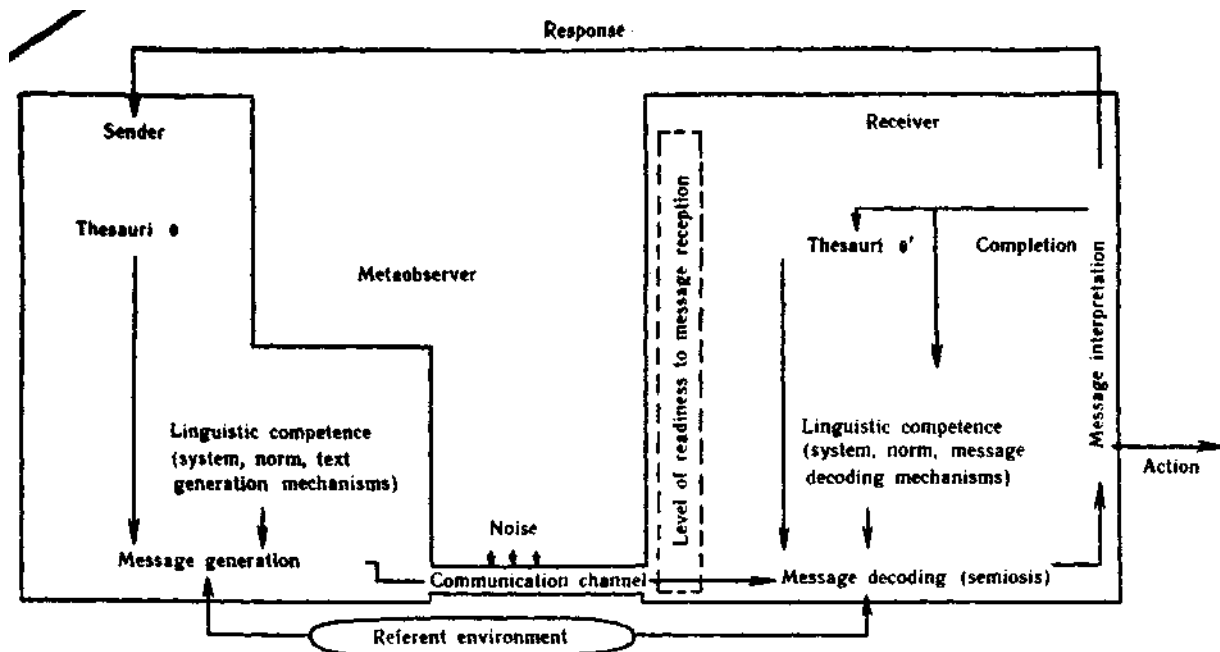 Response
Sender
Thesauri θ
Metaobserver
Linguistic competence
(system, norm, text
generation mechanisms)
Message generation
Noise
Communication channel
Referent environment
Level of readiness to message reception
Receiver
Thesauri θ'
Completion
Linguistic competence
(system, norm, message
decoding mechanisms)
Message decoding (semiosis)
Message interpretation
Action